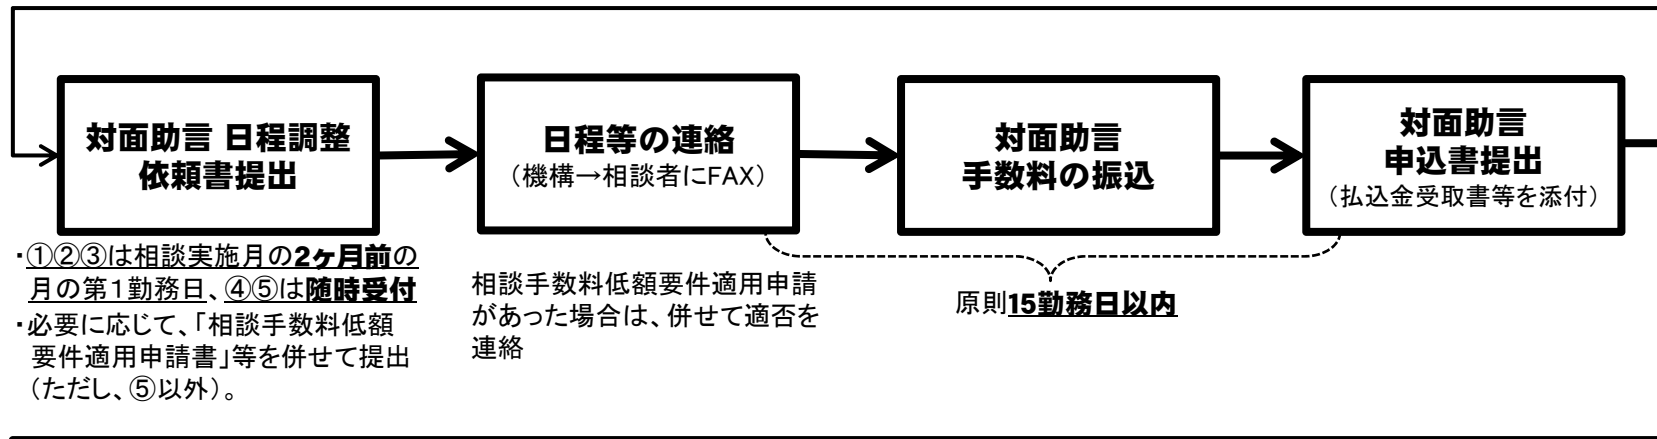 対面助言 日程調整
依頼書提出
日程等の連絡
（機構→相談者にFAX）
対面助言
手数料の振込
対面助言
申込書提出
（払込金受取書等を添付）
・①②③は相談実施月の2ヶ月前の
月の第１勤務日、④⑤は随時受付
・必要に応じて、「相談手数料低額
要件適用申請書」等を併せて提出
（ただし、⑤以外）。
相談手数料低額要件適用申請
があった場合は、併せて適否を
連絡
原則15勤務日以内